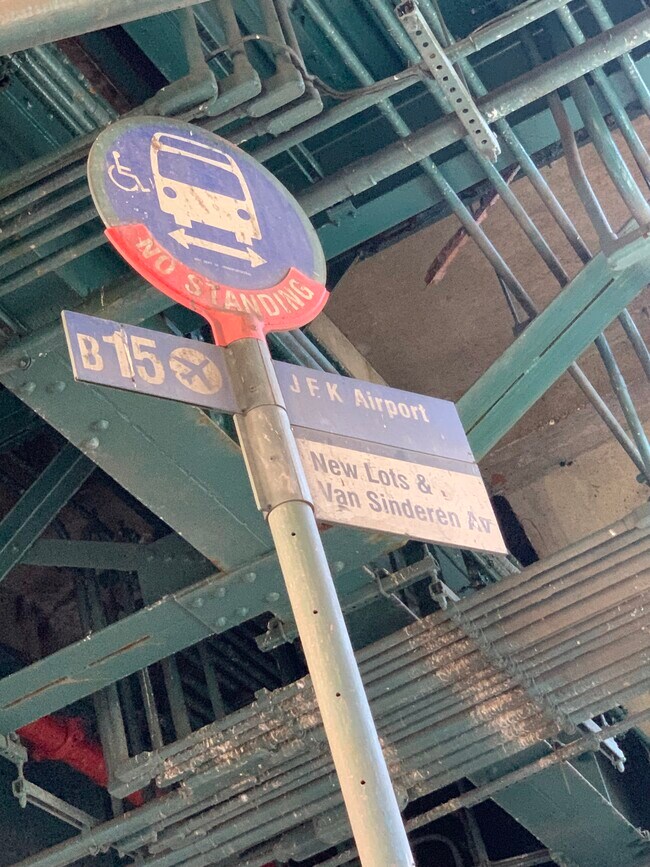 NO STANDING
B15
J F K Airport
New Lots &
Van Sinderen Av